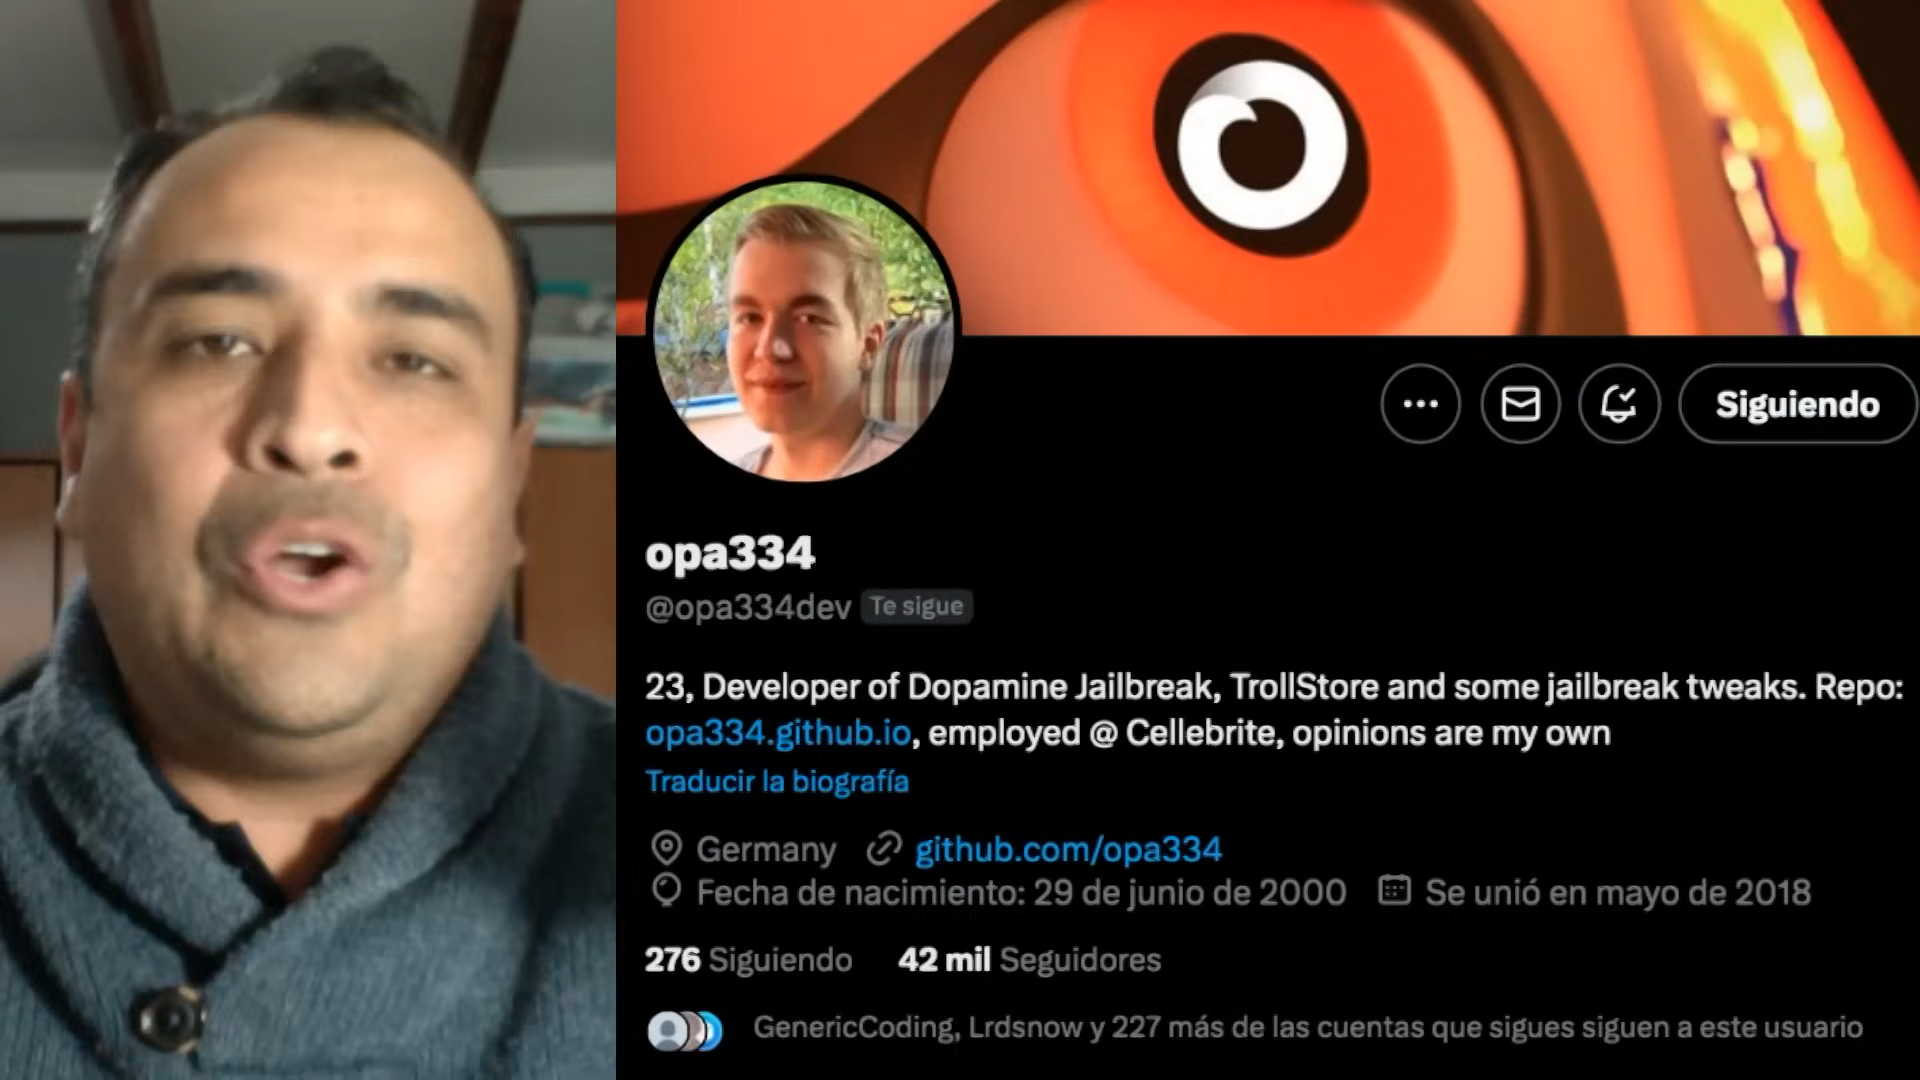 Siguiendo
opa334
@opa334dev Te sigue
23, Developer of Dopamine Jailbreak, TrollStore and some jailbreak tweaks. Repo:
opa334.github.io, employed @ Cellebrite, opinions are my own
Traducir la biografía
Germany github.com/opa334
Fecha de nacimiento: 29 de junio de 2000 Se unió en mayo de 2018
276 Siguiendo 42 mil Seguidores
GenericCoding, Lrdsnow y 227 más de las cuentas que sigues siguen a este usuario